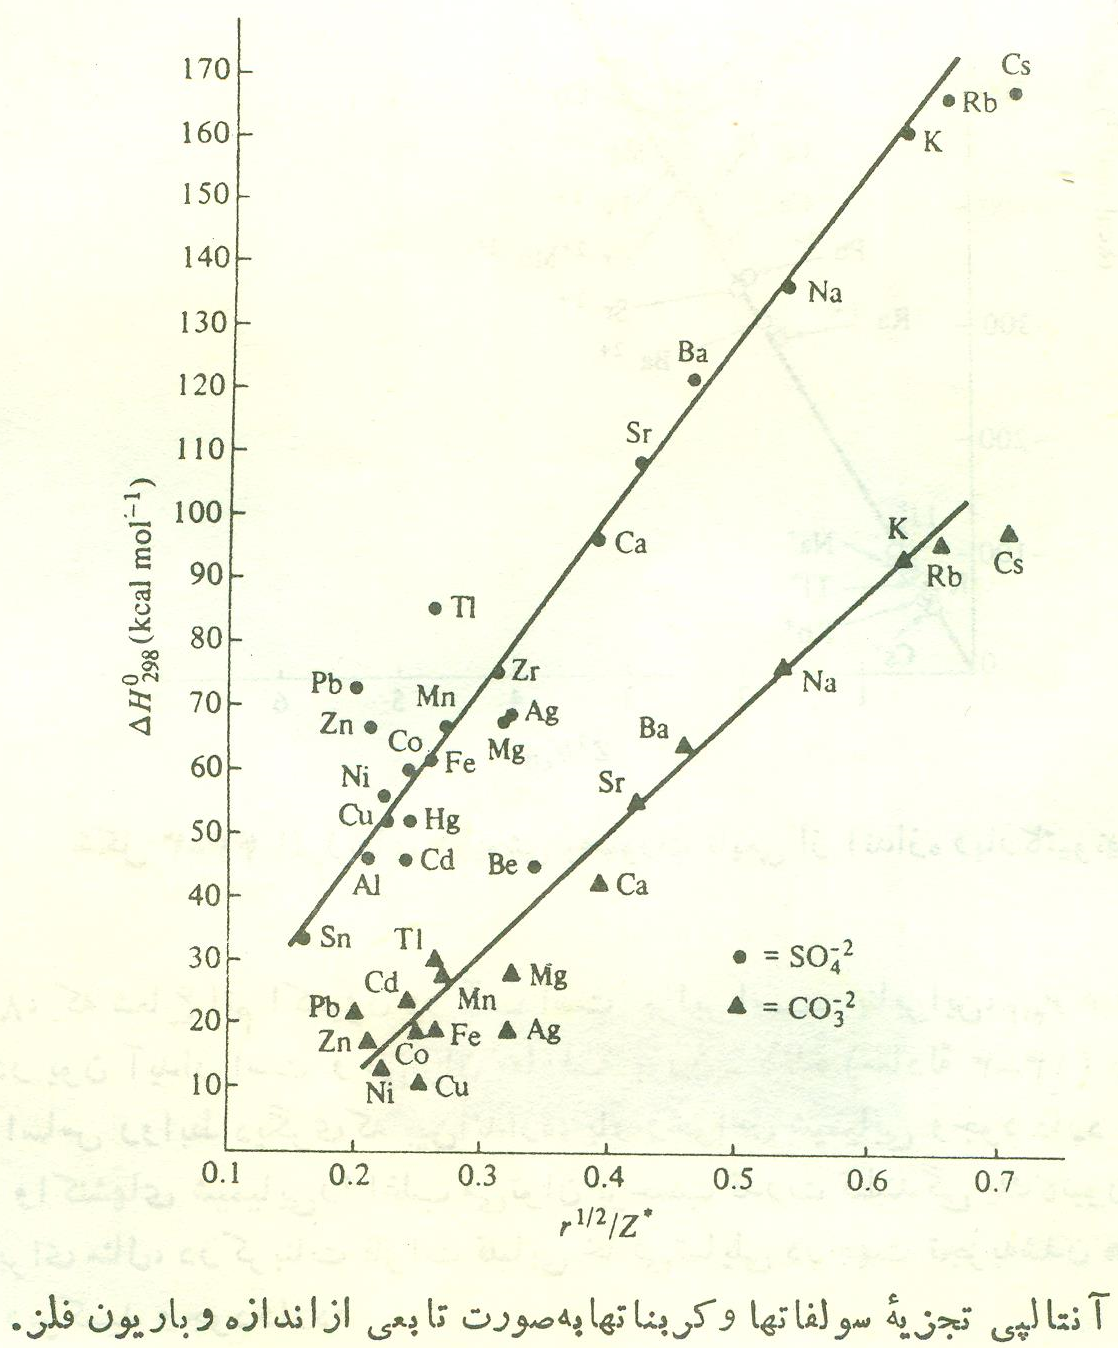 170
160
150
140
130
120
110
100
90
80
70
60
50
40
30
20
10
ΔH⁰₂₉₈ (kcal mol⁻¹)
Cs
Rb
K
Na
Ba
Sr
Ca
Tl
Zr
Pb
Mn
Ag
Zn
Co
Mg
Fe
Ni
Cu
Hg
Cd
Be
Al
Sn
K
Rb
Cs
Na
Ba
Sr
Ca
Tl
Mg
Cd
Mn
Pb
Zn
Fe
Ag
Co
Ni
Cu
● = SO₄⁻²
▲ = CO₃⁻²
0.1 0.2 0.3 0.4 0.5 0.6 0.7
r^1/2/Z*
آنتالپی تجزیهٔ سولفاتها و کربناتها به‌صورت تابعی از اندازه و بار یون فلز.